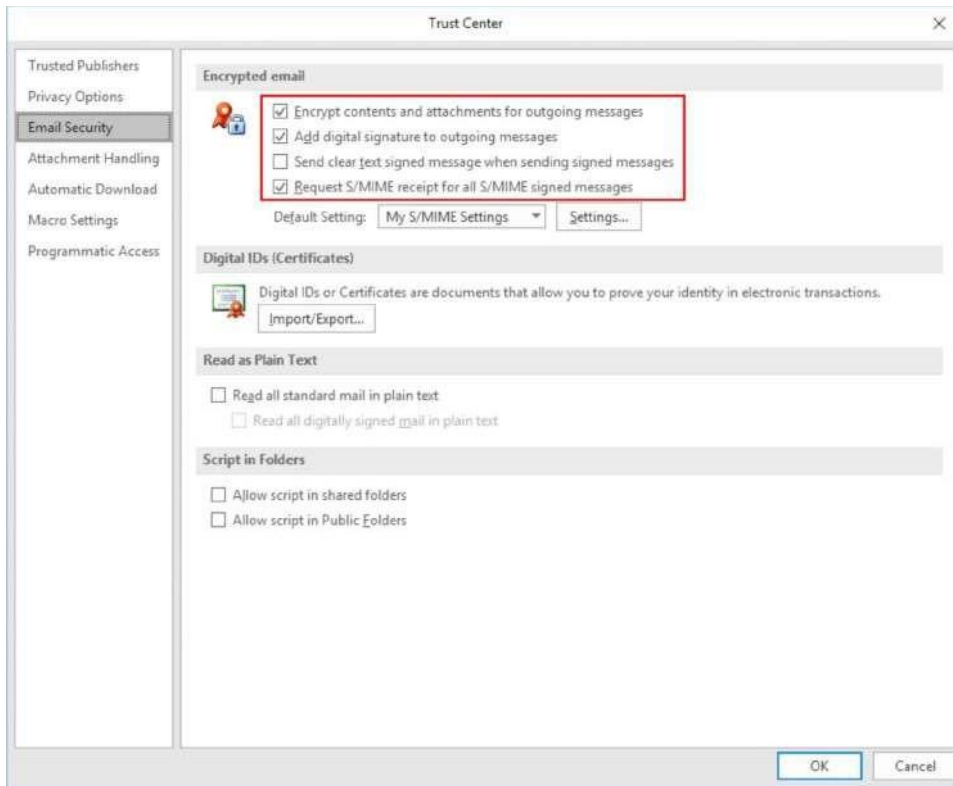 Trust Center
Trusted Publishers
Privacy Options
Email Security
Attachment Handling
Automatic Download
Macro Settings
Programmatic Access
Encrypted email
Encrypt contents and attachments for outgoing messages
Add digital signature to outgoing messages
Send clear text signed message when sending signed messages
Request S/MIME receipt for all S/MIME signed messages
Default Setting: My S/MIME Settings Settings...
Digital IDs (Certificates)
Digital IDs or Certificates are documents that allow you to prove your identity in electronic transactions.
Import/Export...
Read as Plain Text
Read all standard mail in plain text
Read all digitally signed mail in plain text
Script in Folders
Allow script in shared folders
Allow script in Public Folders
OK Cancel